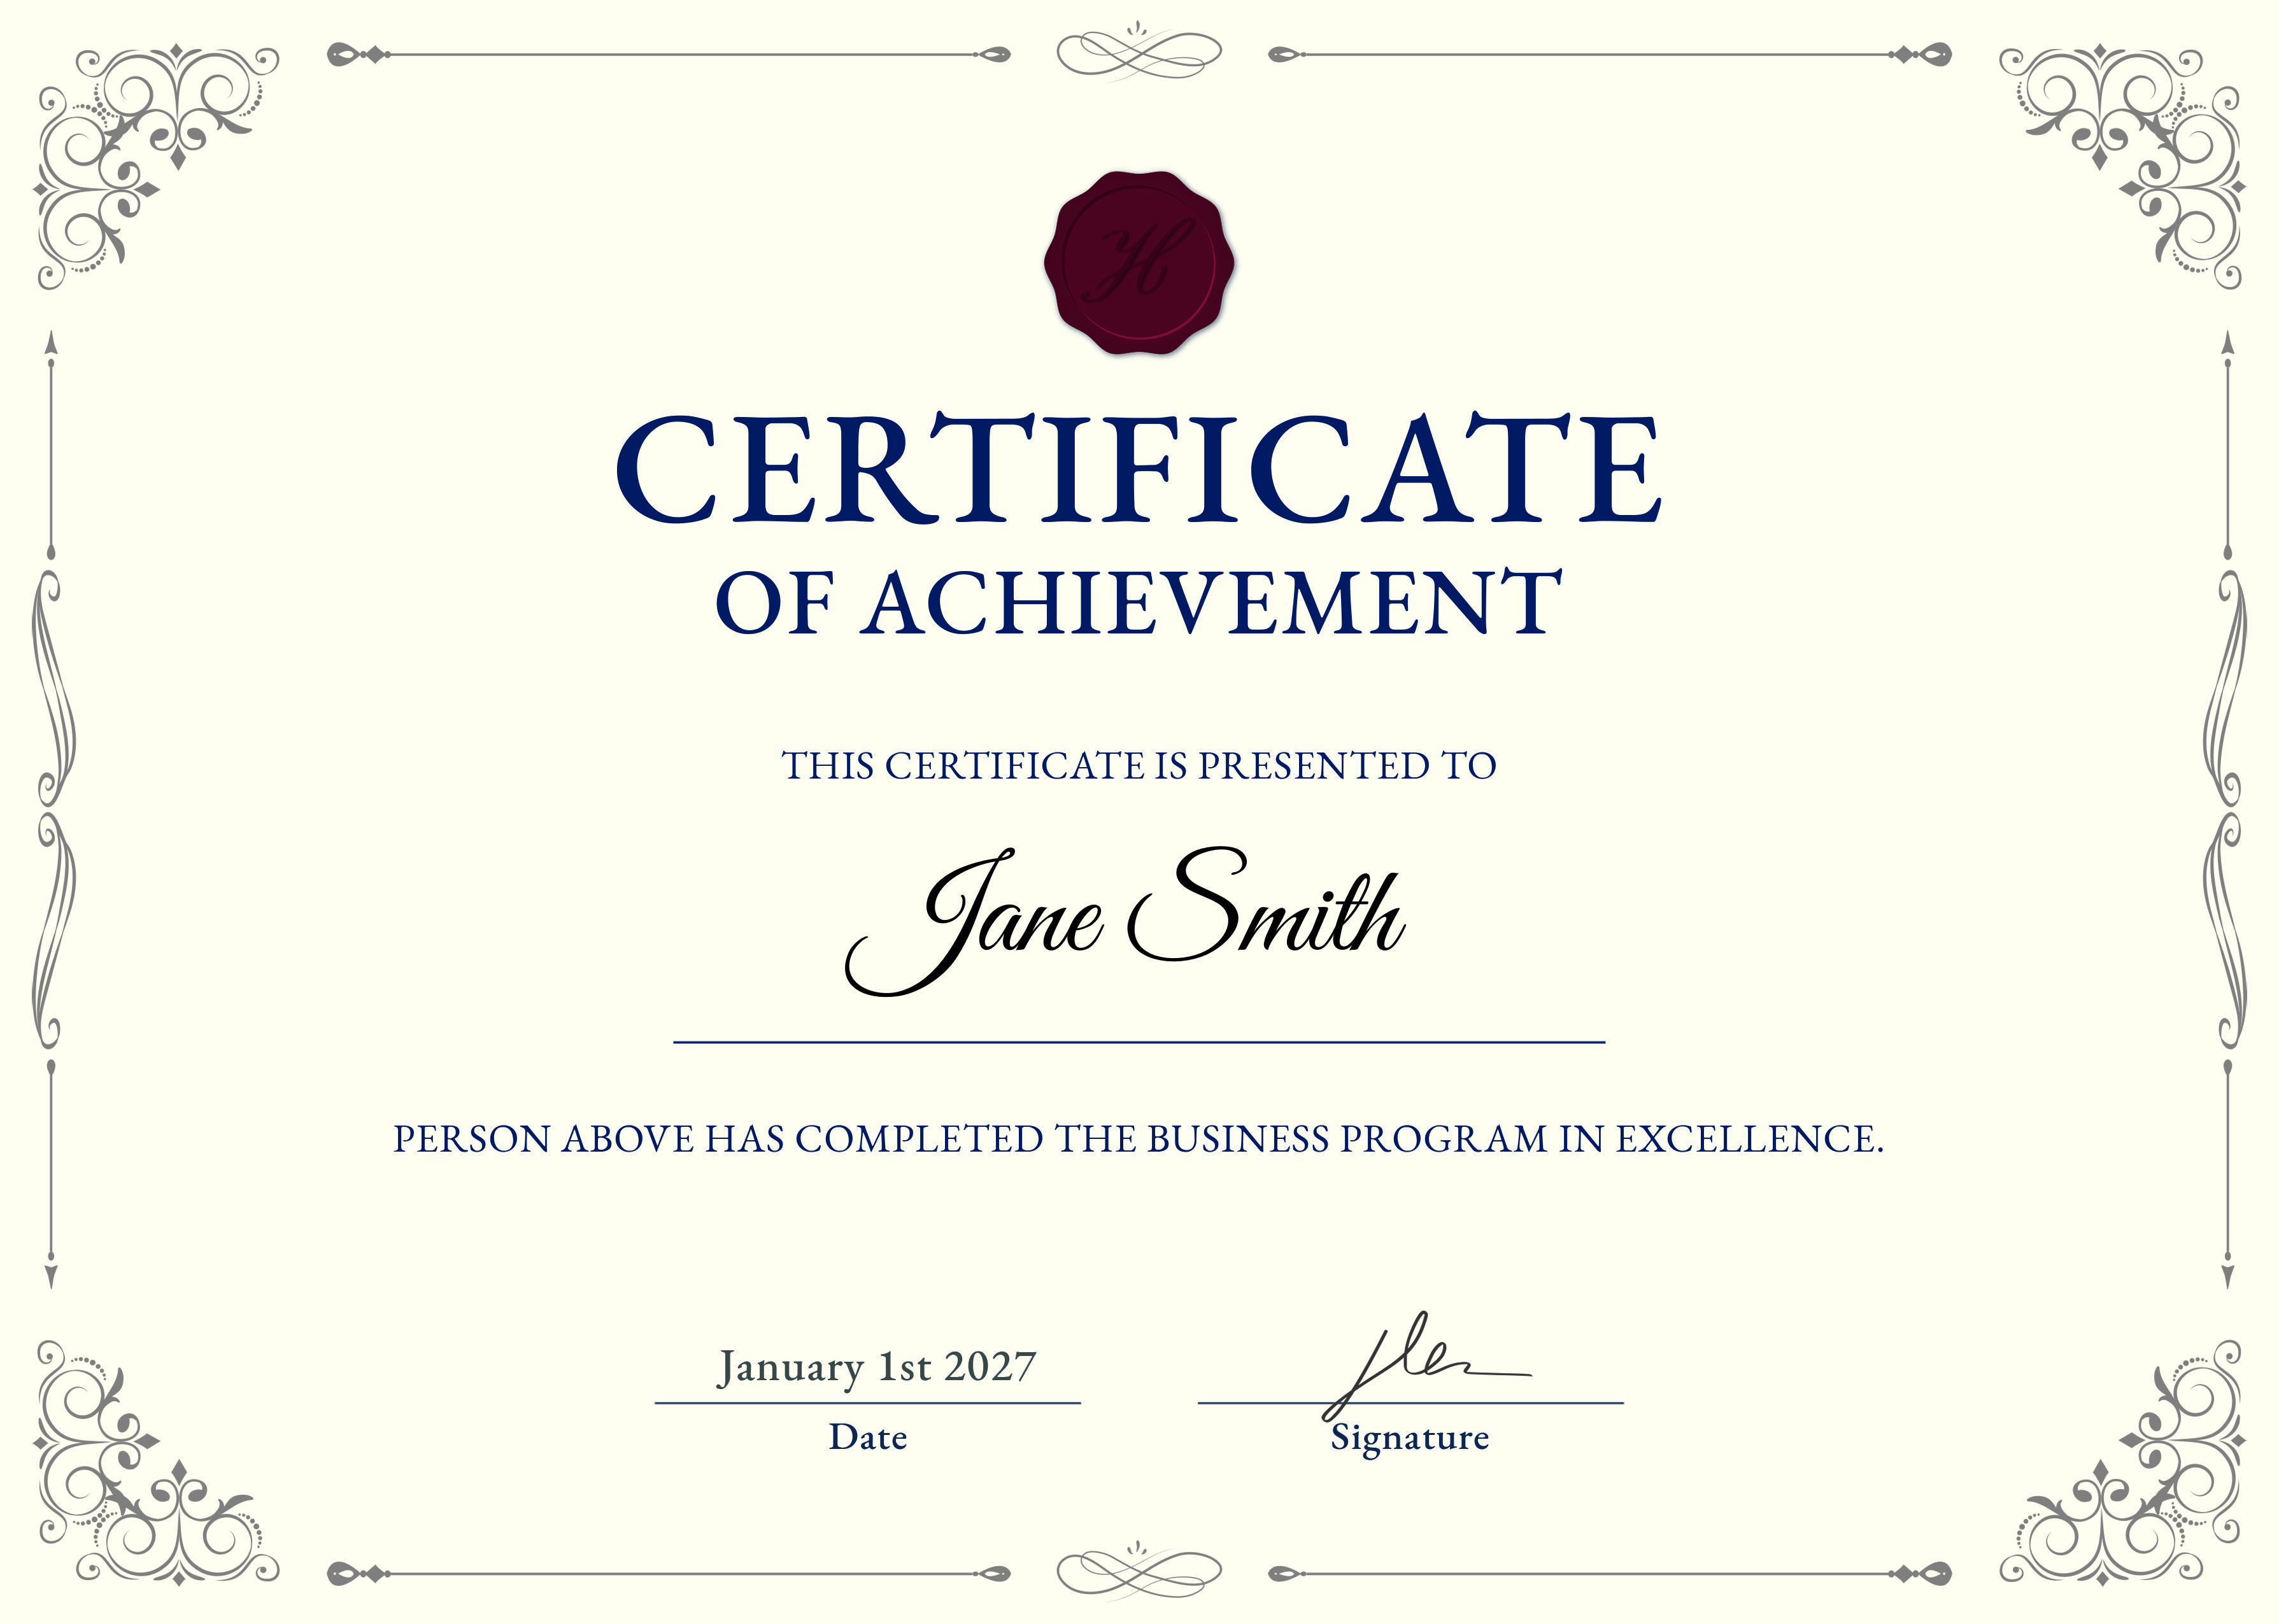 H
CERTIFICATE
OF ACHIEVEMENT
THIS CERTIFICATE IS PRESENTED TO
Jane Smith
PERSON ABOVE HAS COMPLETED THE BUSINESS PROGRAM IN EXCELLENCE.
January 1st 2027
Date
Signature